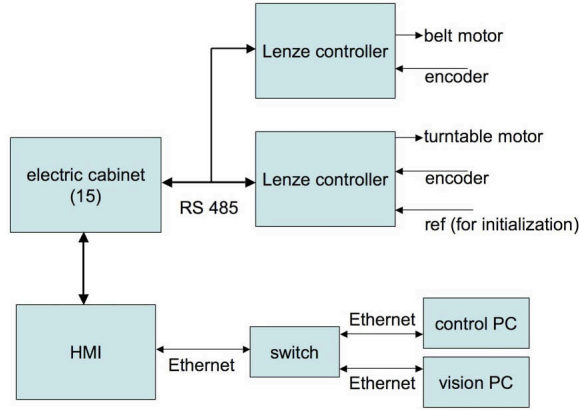 Lenze controller
belt motor
encoder
electric cabinet
(15)
RS 485
Lenze controller
turntable motor
encoder
ref (for initialization)
HMI
Ethernet
switch
Ethernet
control PC
Ethernet
vision PC